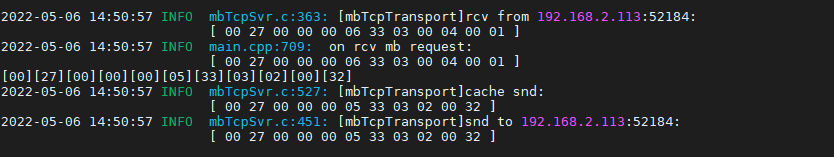 2022-05-06 14:50:57 INFO  mbTcpSvr.c:363: [mbTcpTransport]rcv from 192.168.2.113:52184:
[ 00 27 00 00 00 06 33 03 00 04 00 01 ]
2022-05-06 14:50:57 INFO  main.cpp:709:  on rcv mb request:
[ 00 27 00 00 00 06 33 03 00 04 00 01 ]
[00][27][00][00][00][05][33][03][02][00][32]
2022-05-06 14:50:57 INFO  mbTcpSvr.c:527: [mbTcpTransport]cache snd:
[ 00 27 00 00 00 05 33 03 02 00 32 ]
2022-05-06 14:50:57 INFO  mbTcpSvr.c:451: [mbTcpTransport]snd to 192.168.2.113:52184:
[ 00 27 00 00 00 05 33 03 02 00 32 ]